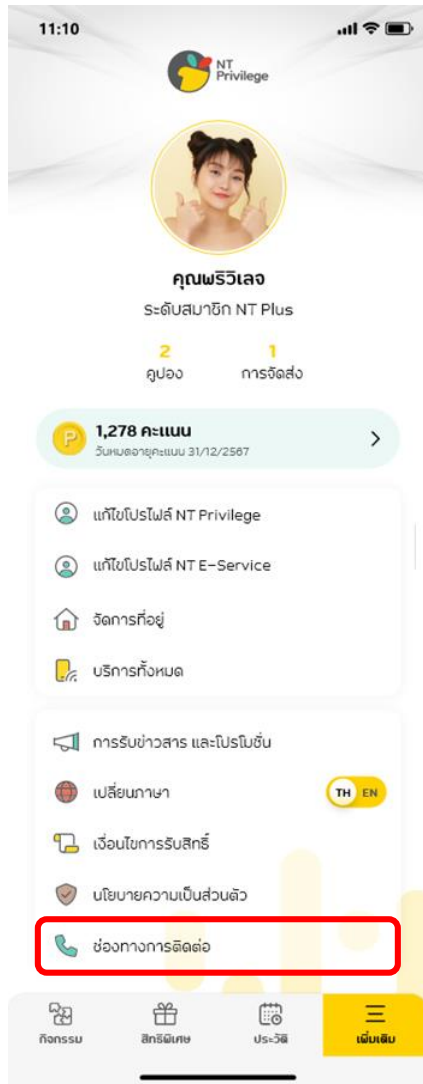 11:10
NT
Privilege
คุณพริวิเลจ
ระดับสมาชิก NT Plus
2 1
คูปอง การจัดส่ง
P 1,278 คะแนน
วันหมดอายุคะแนน 31/12/2567
แก้ไขโปรไฟล์ NT Privilege
แก้ไขโปรไฟล์ NT E-Service
จัดการที่อยู่
บริการทั้งหมด
การรับข่าวสาร และโปรโมชั่น
เปลี่ยนภาษา TH EN
เงื่อนไขการรับสิทธิ์
นโยบายความเป็นส่วนตัว
ช่องทางการติดต่อ
กิจกรรม สิทธิพิเศษ ประวัติ เพิ่มเติม